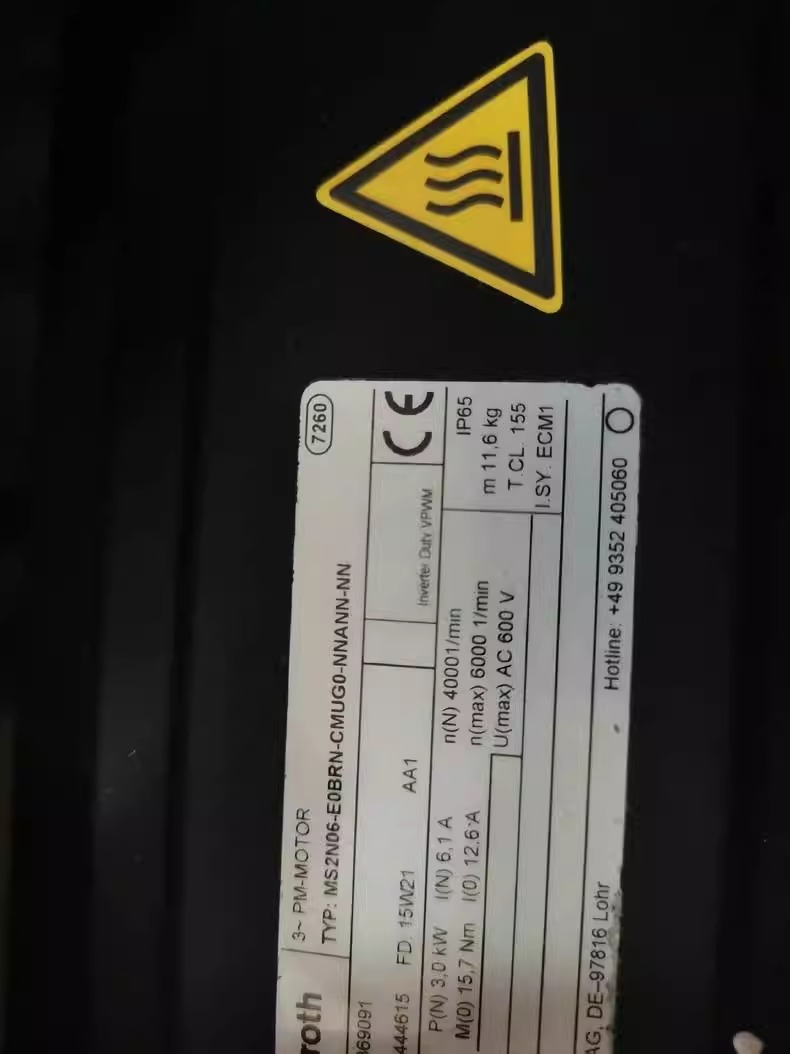 roth
3~ PM-MOTOR
7260
TYP: MS2N06-E0BRN-CMUG0-NNANN-NN
69091
444615 FD: 15W21 AA1
Inverter Duty VPWM
CE
P(N) 3,0 kW I(N) 6,1 A n(N) 40001/min IP65
M(0) 15,7 Nm I(0) 12,6 A n(max) 6000 1/min m 11,6 kg
U(max) AC 600 V T.CL. 155
I.SY. ECM1
AG, DE-97816 Lohr Hotline: +49 9352 405060